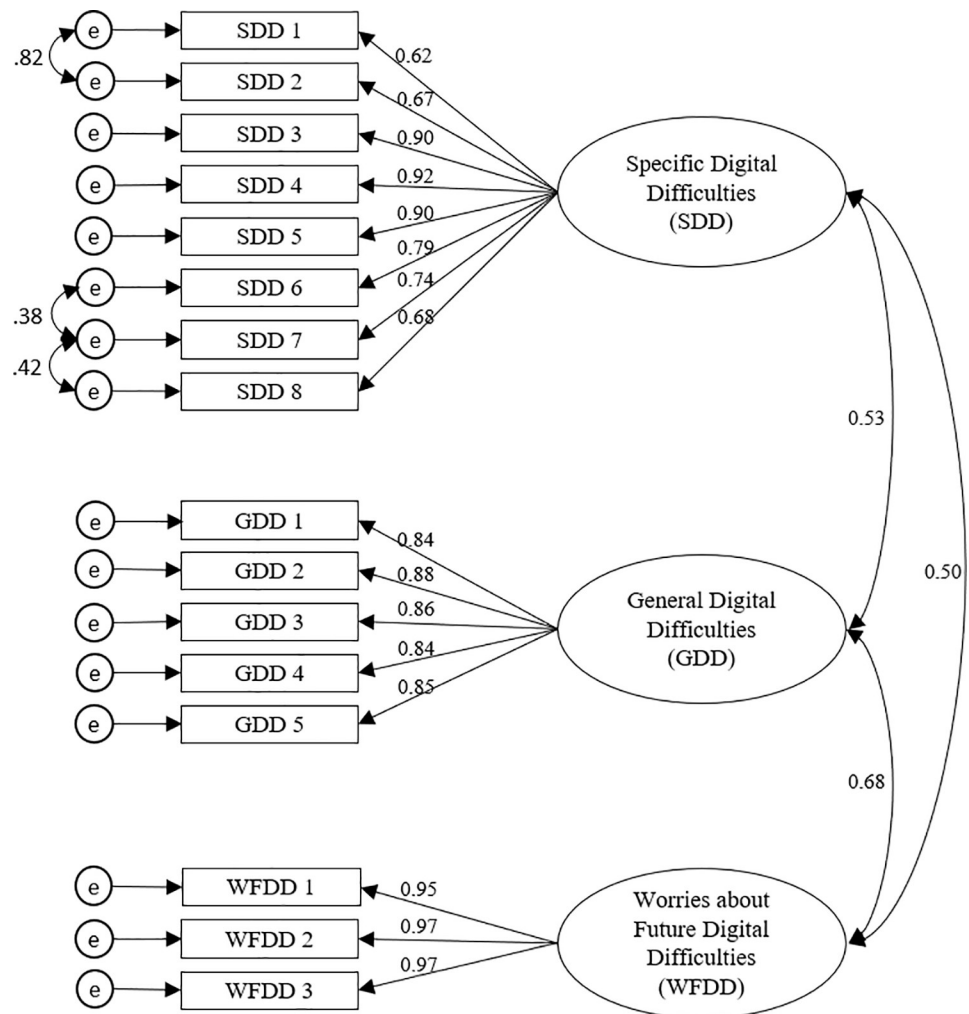 e SDD 1
.82
0.62
e SDD 2
0.67
e SDD 3
0.90
e SDD 4
0.92
e SDD 5
0.90
e SDD 6
0.79
.38
0.74
e SDD 7
0.68
.42
e SDD 8
Specific Digital
Difficulties
(SDD)
0.53
0.50
e GDD 1
0.84
e GDD 2
0.88
e GDD 3
0.86
e GDD 4
0.84
e GDD 5
0.85
General Digital
Difficulties
(GDD)
0.68
e WFDD 1
0.95
e WFDD 2
0.97
e WFDD 3
0.97
Worries about
Future Digital
Difficulties
(WFDD)